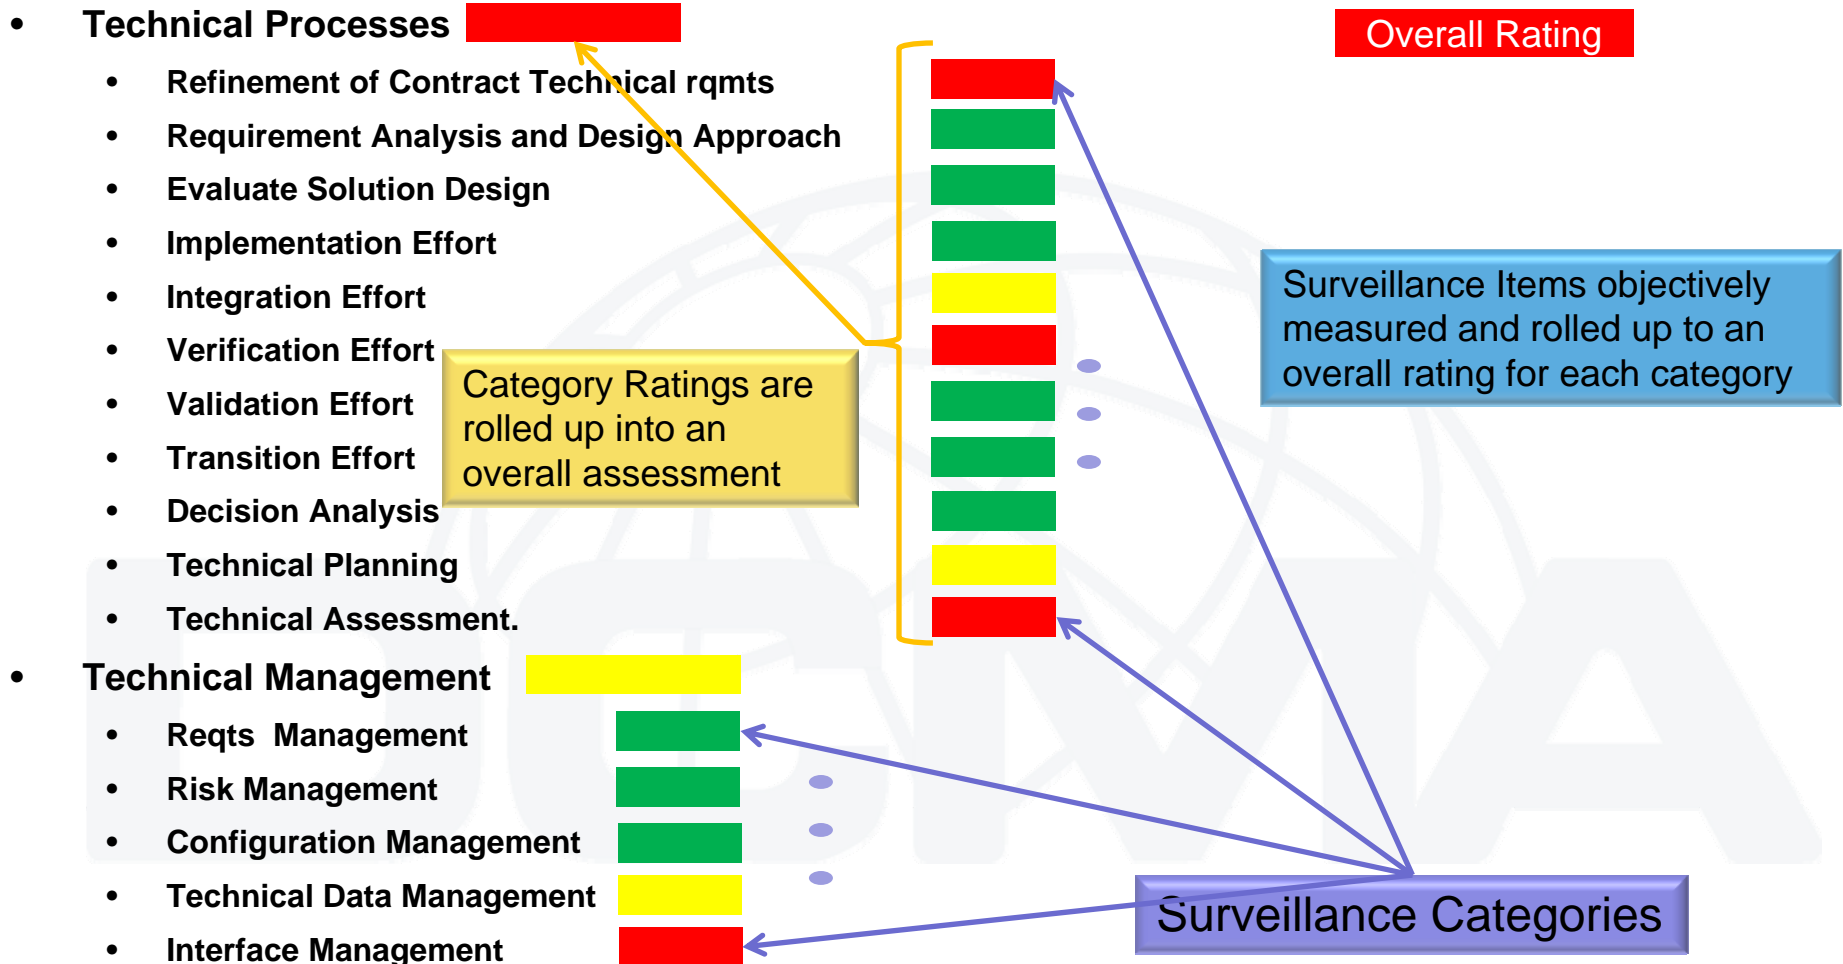 • Technical Processes
Overall Rating
• Refinement of Contract Technical rqmts
• Requirement Analysis and Design Approach
• Evaluate Solution Design
• Implementation Effort
• Integration Effort
• Verification Effort
• Validation Effort
• Transition Effort
• Decision Analysis
• Technical Planning
• Technical Assessment.
Category Ratings are
rolled up into an
overall assessment
Surveillance Items objectively
measured and rolled up to an
overall rating for each category
• Technical Management
• Reqts Management
• Risk Management
• Configuration Management
• Technical Data Management
• Interface Management
Surveillance Categories
DCMA